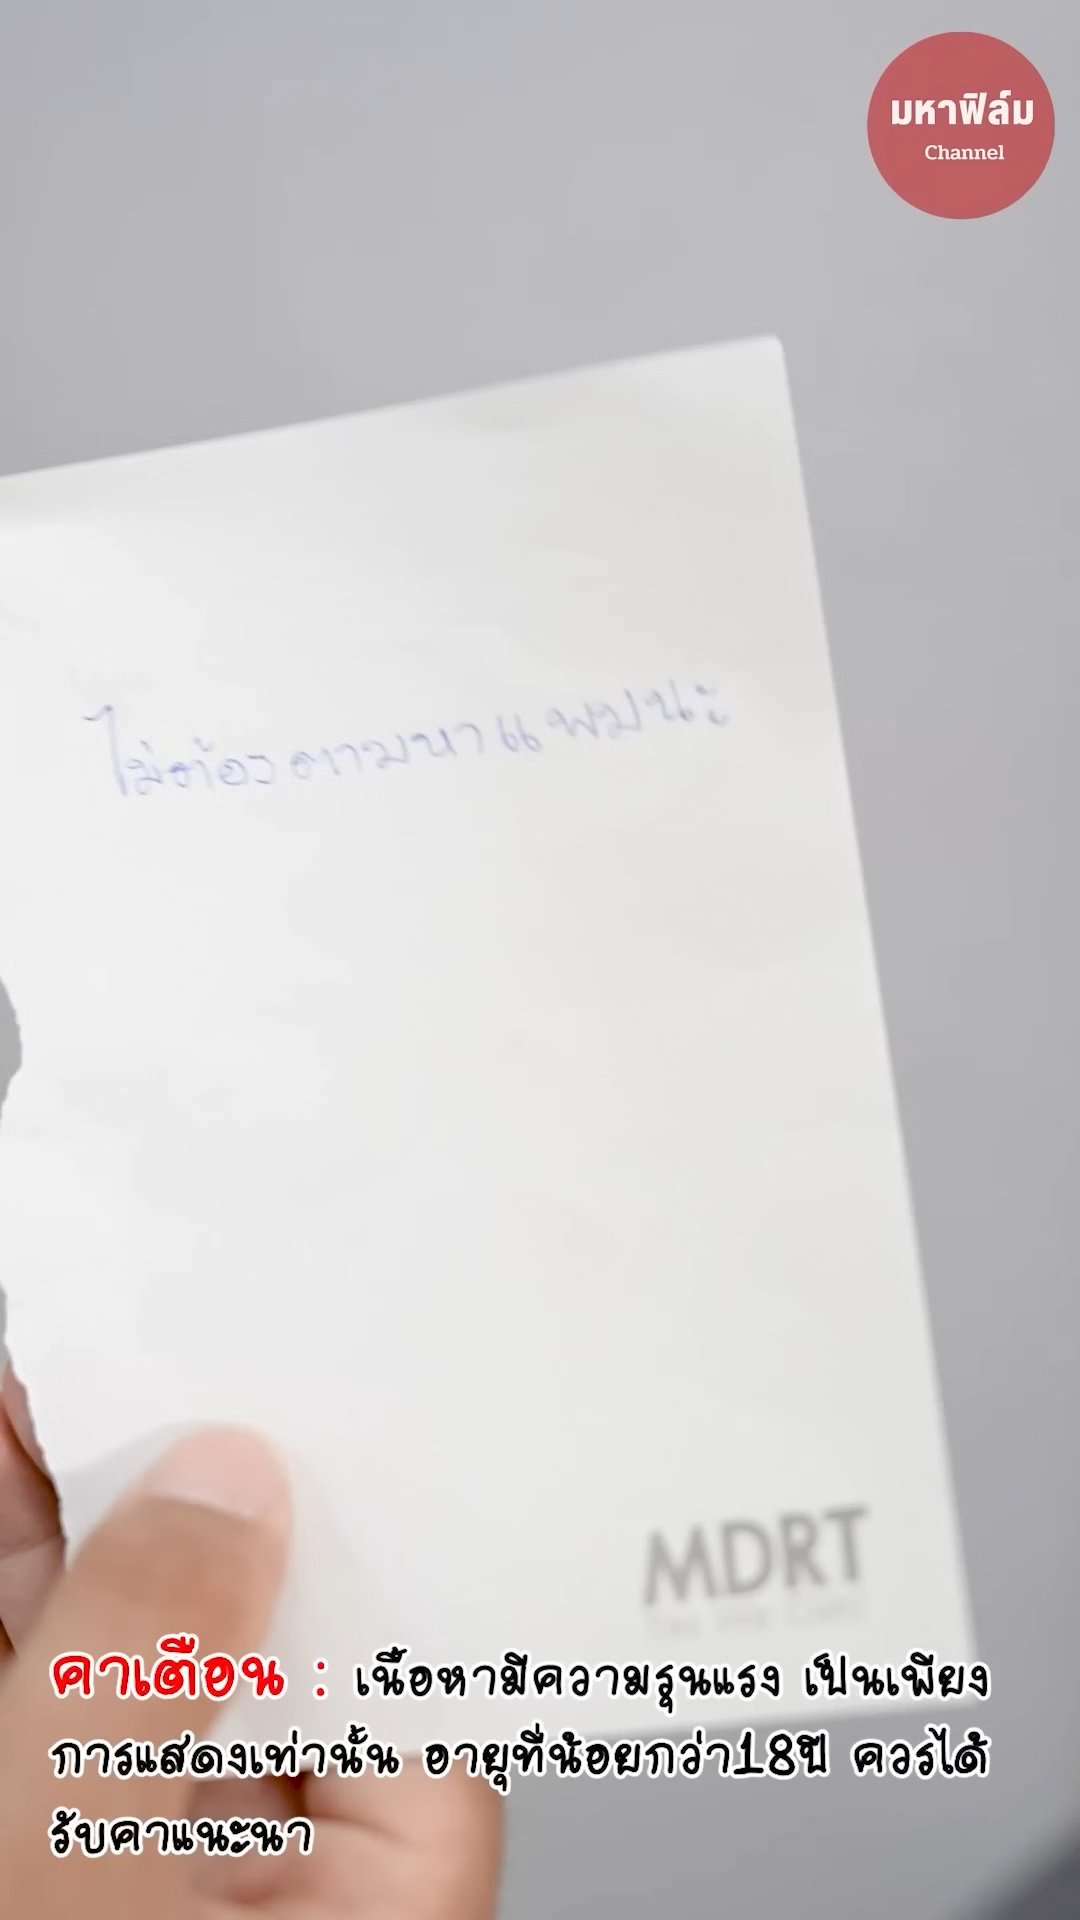 มหาฟิล์ม
Channel
ไม่ต้องตามหาแพมนะ
MDRT
คาเตือน : เนื้อหามีความรุนแรง เป็นเพียง
การแสดงเท่านั้น อายุที่น้อยกว่า18ปี ควรได้
รับคาแนะนา